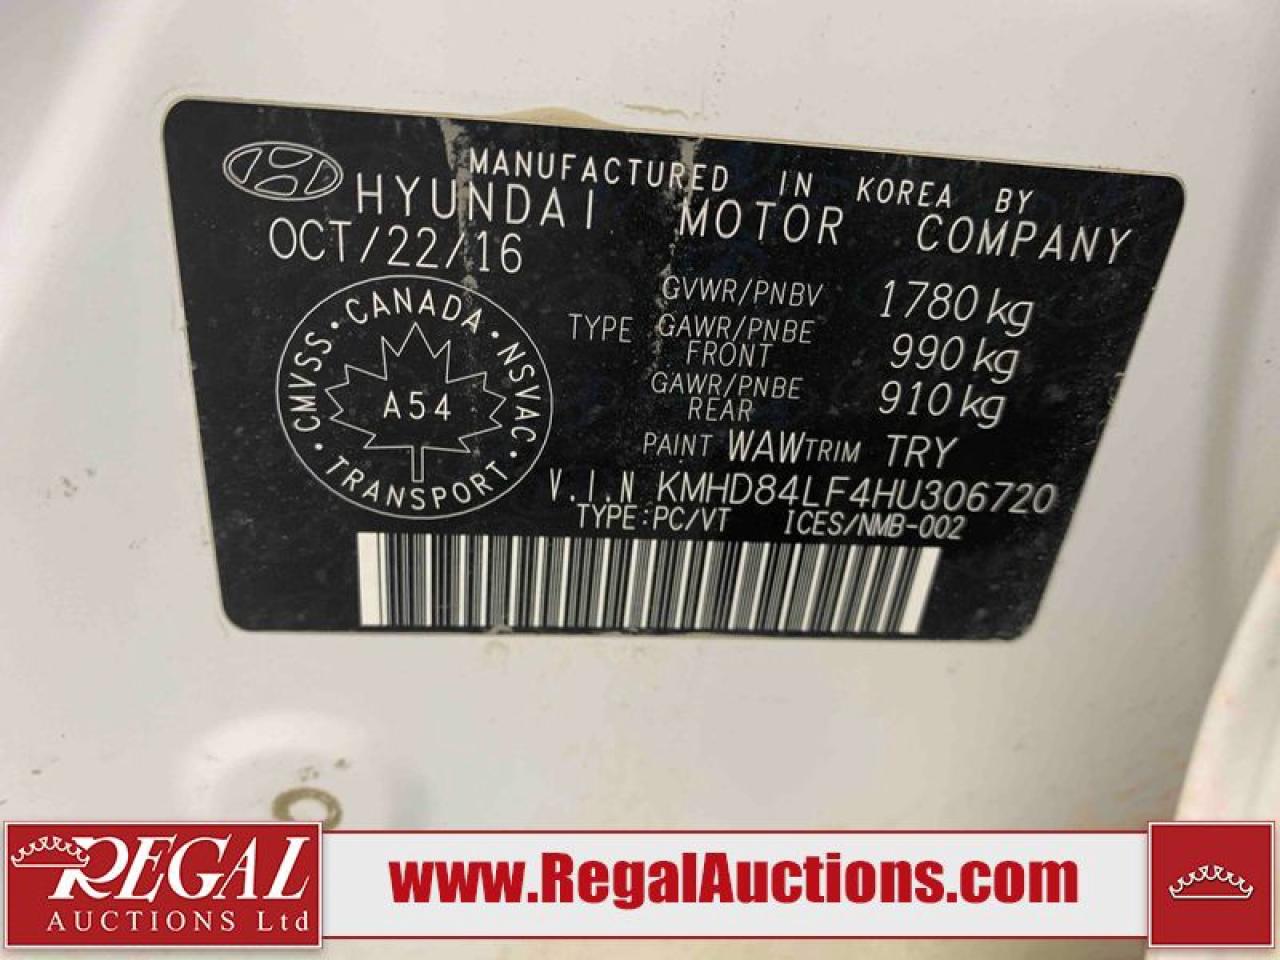 MANUFACTURED IN KOREA BY
HYUNDAI MOTOR COMPANY
OCT/22/16
GVWR/PNBV 1780 kg
TYPE GAWR/PNBE FRONT 990 kg
GAWR/PNBE REAR 910 kg
PAINT WAW TRIM TRY
V.I.N KMHD84LF4HU306720
TYPE:PC/VT ICES/NMB-002
CMVSS · CANADA · NSVAC · TRANSPORT ·
A54
REGAL
AUCTIONS Ltd
www.RegalAuctions.com